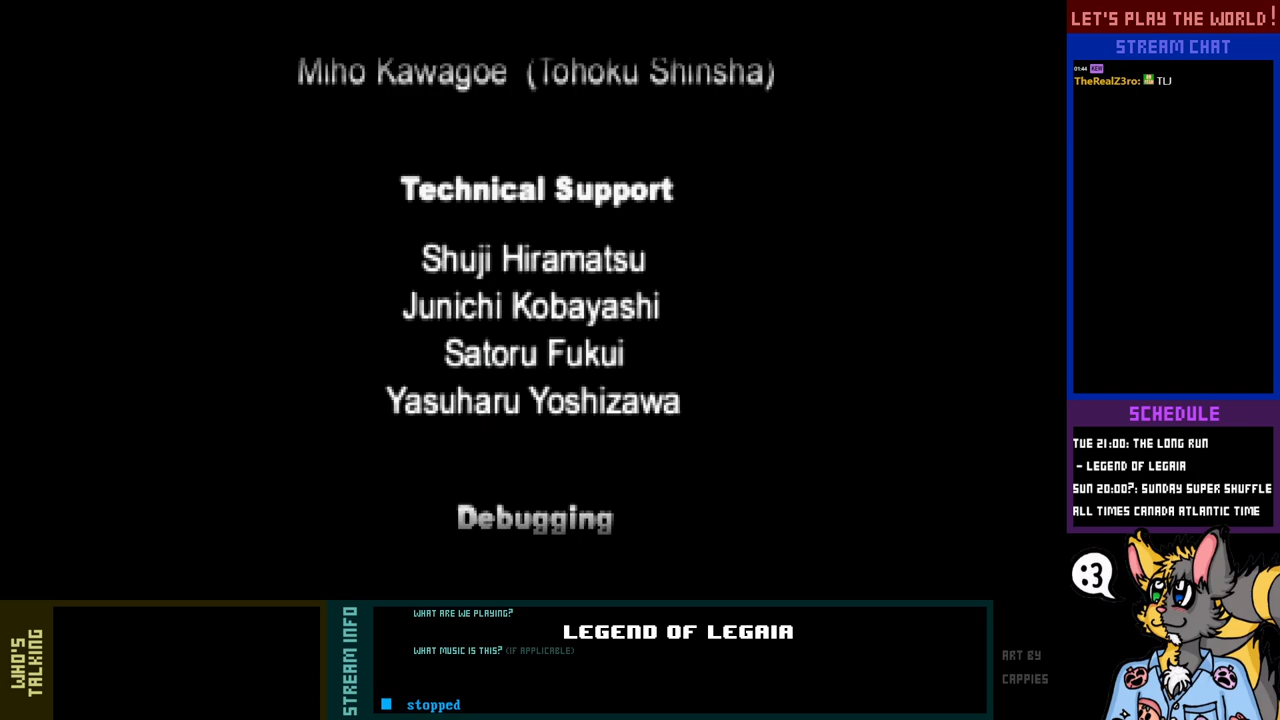 Miho Kawagoe (Tohoku Shinsha)
Technical Support
Shuji Hiramatsu
Junichi Kobayashi
Satoru Fukui
Yasuharu Yoshizawa
Debugging
LET'S PLAY THE WORLD!
STREAM CHAT
01:44
TheRealZ3ro: TLJ
SCHEDULE
TUE 21:00: THE LONG RUN
- LEGEND OF LEGAIA
SUN 20:00?: SUNDAY SUPER SHUFFLE
ALL TIMES CANADA ATLANTIC TIME
:3
WHO'S TALKING
STREAM INFO
WHAT ARE WE PLAYING?
LEGEND OF LEGAIA
WHAT MUSIC IS THIS? (IF APPLICABLE)
stopped
ART BY
CAPPIES